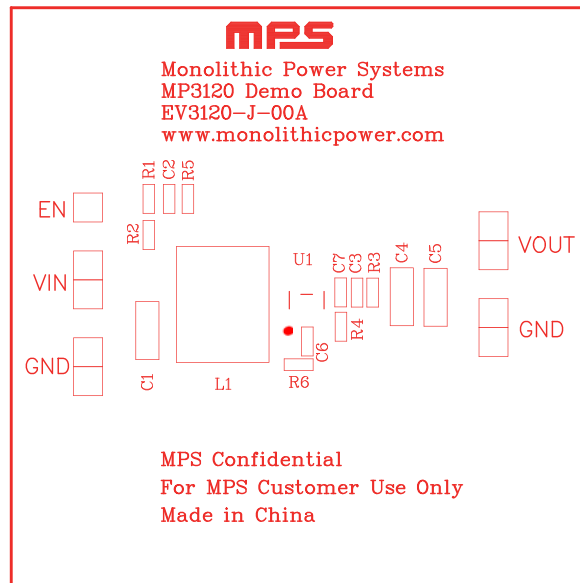 MPS
Monolithic Power Systems
MP3120 Demo Board
EV3120-J-00A
www.monolithicpower.com
R1
C2
R5
EN
R2
VIN
GND
C1
L1
U1
C7
C3
R3
C4
C5
R4
C6
R6
VOUT
GND
MPS Confidential
For MPS Customer Use Only
Made in China